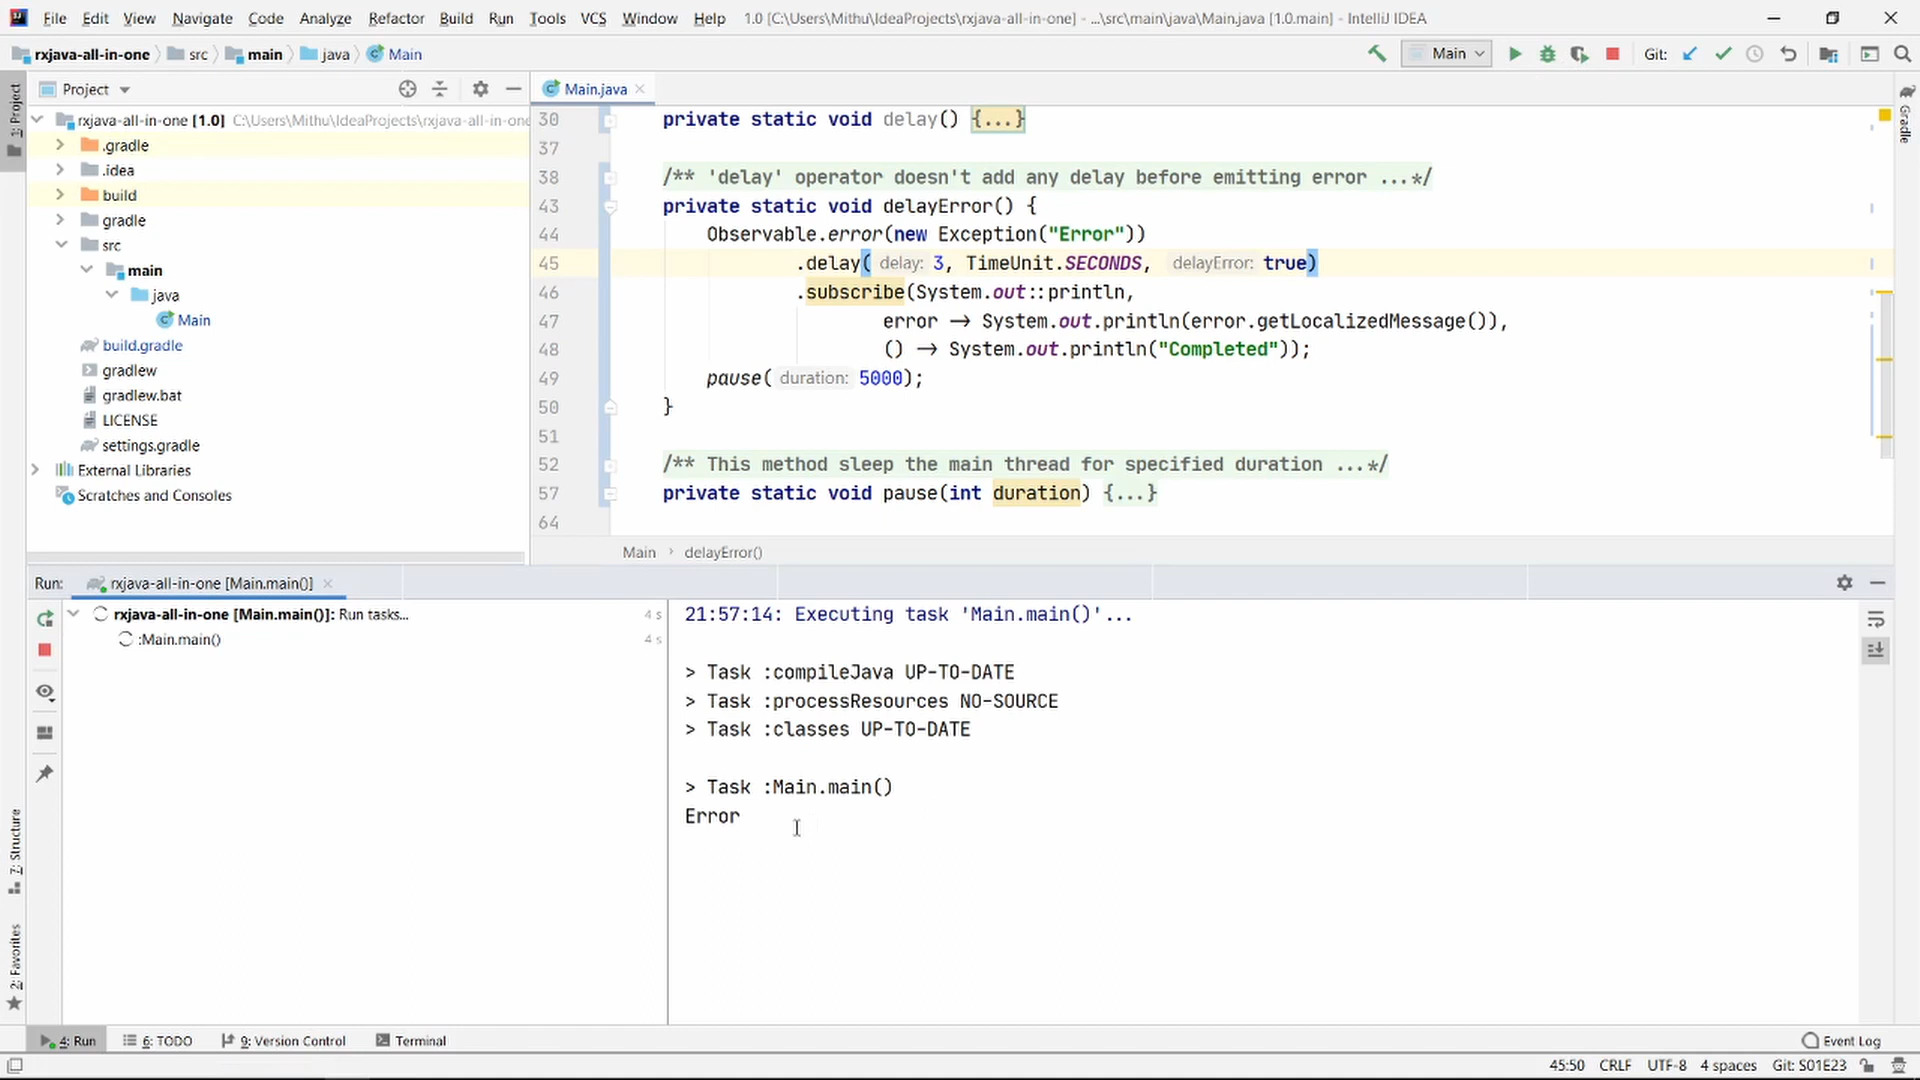 File Edit View Navigate Code Analyze Refactor Build Run Tools VCS Window Help 1.0 [C:\Users\Mithu\IdeaProjects\rxjava-all-in-one] - ...\src\main\java\Main.java [1.0.main] - IntelliJ IDEA
rxjava-all-in-one src main java Main Main Git:
1: Project
Project
rxjava-all-in-one [1.0] C:\Users\Mithu\IdeaProjects\rxjava-all-in-one
.gradle
.idea
build
gradle
src
main
java
Main
build.gradle
gradlew
gradlew.bat
LICENSE
settings.gradle
External Libraries
Scratches and Consoles
Main.java
30 private static void delay() {...}
37
38 /** 'delay' operator doesn't add any delay before emitting error ...*/
43 private static void delayError() {
44 Observable.error(new Exception("Error"))
45 .delay( delay: 3, TimeUnit.SECONDS, delayError: true)
46 .subscribe(System.out::println,
47 error → System.out.println(error.getLocalizedMessage()),
48 () → System.out.println("Completed"));
49 pause( duration: 5000);
50 }
51
52 /** This method sleep the main thread for specified duration ...*/
57 private static void pause(int duration) {...}
64
Main › delayError()
Gradle
Run: rxjava-all-in-one [Main.main()]
rxjava-all-in-one [Main.main()]: Run tasks... 4 s
:Main.main() 4 s
21:57:14: Executing task 'Main.main()'...
> Task :compileJava UP-TO-DATE
> Task :processResources NO-SOURCE
> Task :classes UP-TO-DATE
> Task :Main.main()
Error
7: Structure
2: Favorites
4: Run 6: TODO 9: Version Control Terminal Event Log
45:50 CRLF UTF-8 4 spaces Git: S01E23